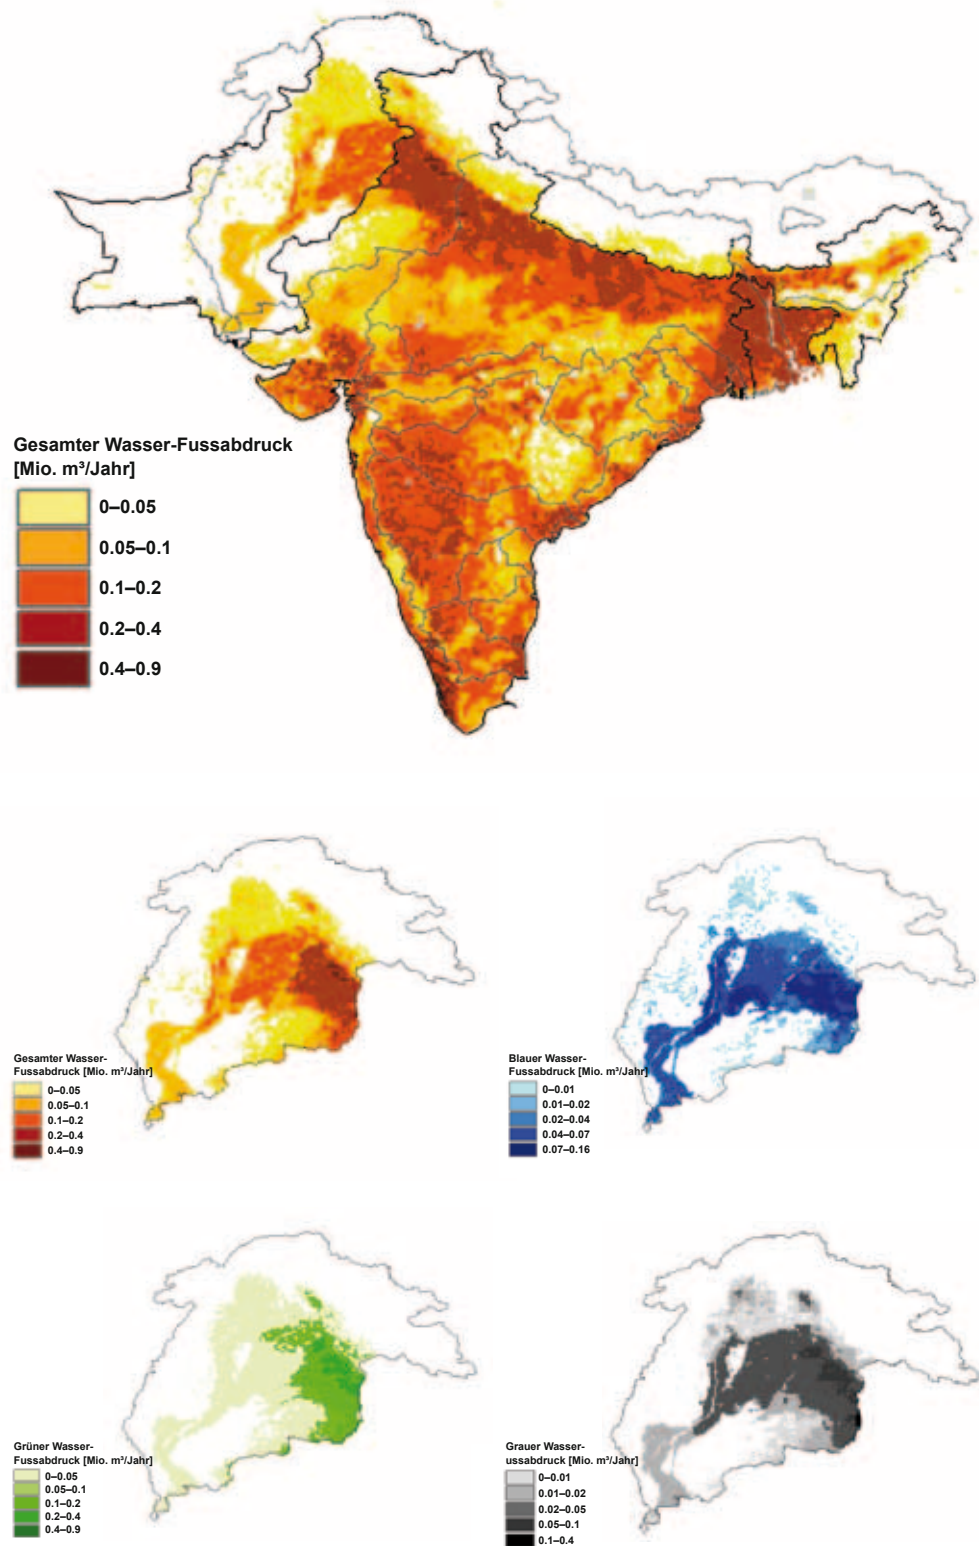 Gesamter Wasser-Fussabdruck
[Mio. m³/Jahr]
0–0.05
0.05–0.1
0.1–0.2
0.2–0.4
0.4–0.9
Gesamter Wasser-
Fussabdruck [Mio. m³/Jahr]
0–0.05
0.05–0.1
0.1–0.2
0.2–0.4
0.4–0.9
Blauer Wasser-
Fussabdruck [Mio. m³/Jahr]
0–0.01
0.01–0.02
0.02–0.04
0.04–0.07
0.07–0.16
Grüner Wasser-
Fussabdruck [Mio. m³/Jahr]
0–0.05
0.05–0.1
0.1–0.2
0.2–0.4
0.4–0.9
Grauer Wasser-
ussabdruck [Mio. m³/Jahr]
0–0.01
0.01–0.02
0.02–0.05
0.05–0.1
0.1–0.4